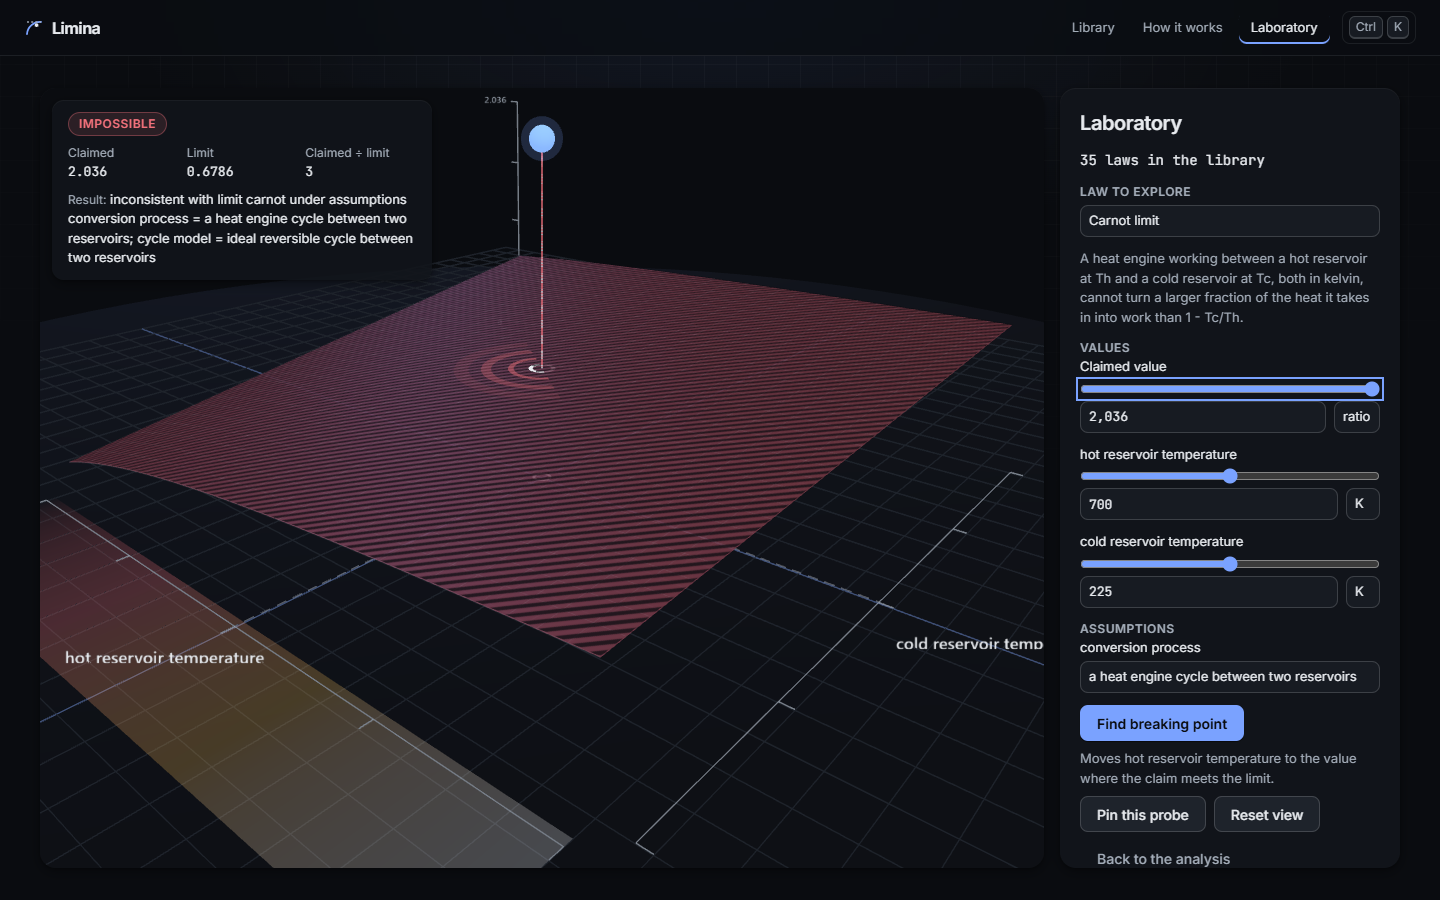 Limina
Library
How it works
Laboratory
Ctrl
K
IMPOSSIBLE
Claimed
Limit
Claimed ÷ limit
2.036
0.6786
3
Result: inconsistent with limit carnot under assumptions
conversion process = a heat engine cycle between two
reservoirs; cycle model = ideal reversible cycle between
two reservoirs
2.036
hot reservoir temperature
cold reservoir temp
Laboratory
35 laws in the library
LAW TO EXPLORE
Carnot limit
A heat engine working between a hot reservoir
at Th and a cold reservoir at Tc, both in kelvin,
cannot turn a larger fraction of the heat it takes
in into work than 1 - Tc/Th.
VALUES
Claimed value
2,036
ratio
hot reservoir temperature
700
K
cold reservoir temperature
225
K
ASSUMPTIONS
conversion process
a heat engine cycle between two reservoirs
Find breaking point
Moves hot reservoir temperature to the value
where the claim meets the limit.
Pin this probe
Reset view
Back to the analysis